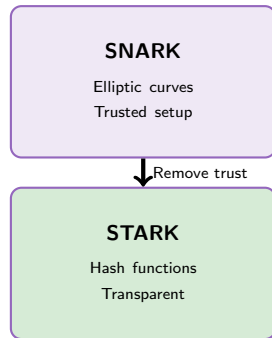 SNARK
Elliptic curves
Trusted setup
Remove trust
STARK
Hash functions
Transparent